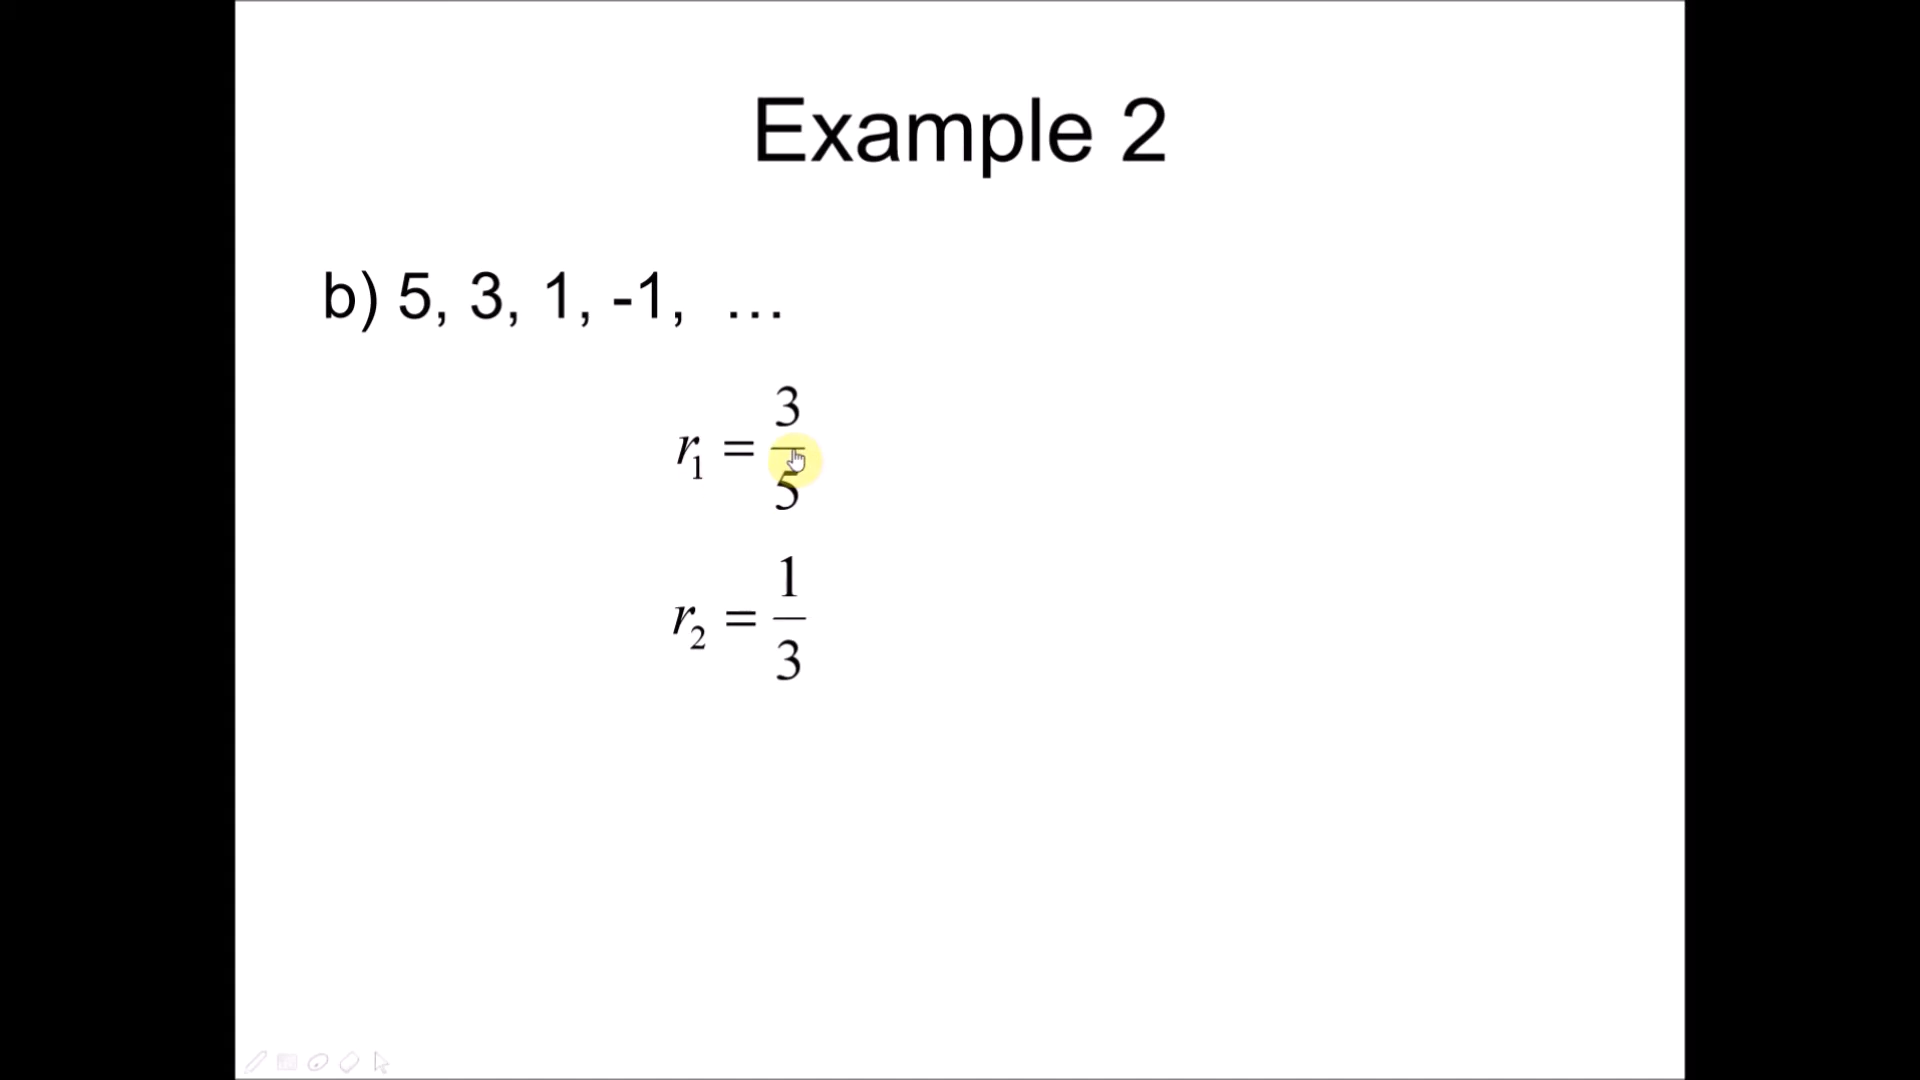 Example 2
b) 5, 3, 1, -1, …
r₁ = 3/5
r₂ = 1/3